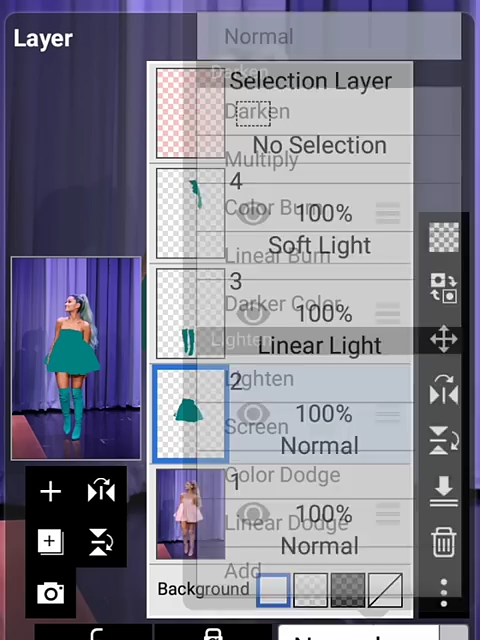 Layer
Normal
Darken
Selection Layer
Darken
No Selection
Multiply
4
Color Burn
100%
Soft Light
Linear Burn
3
Darker Color
100%
Lighten
Linear Light
2
Lighten
100%
Screen
Normal
1
Color Dodge
100%
Linear Dodge
Normal
Add
Background